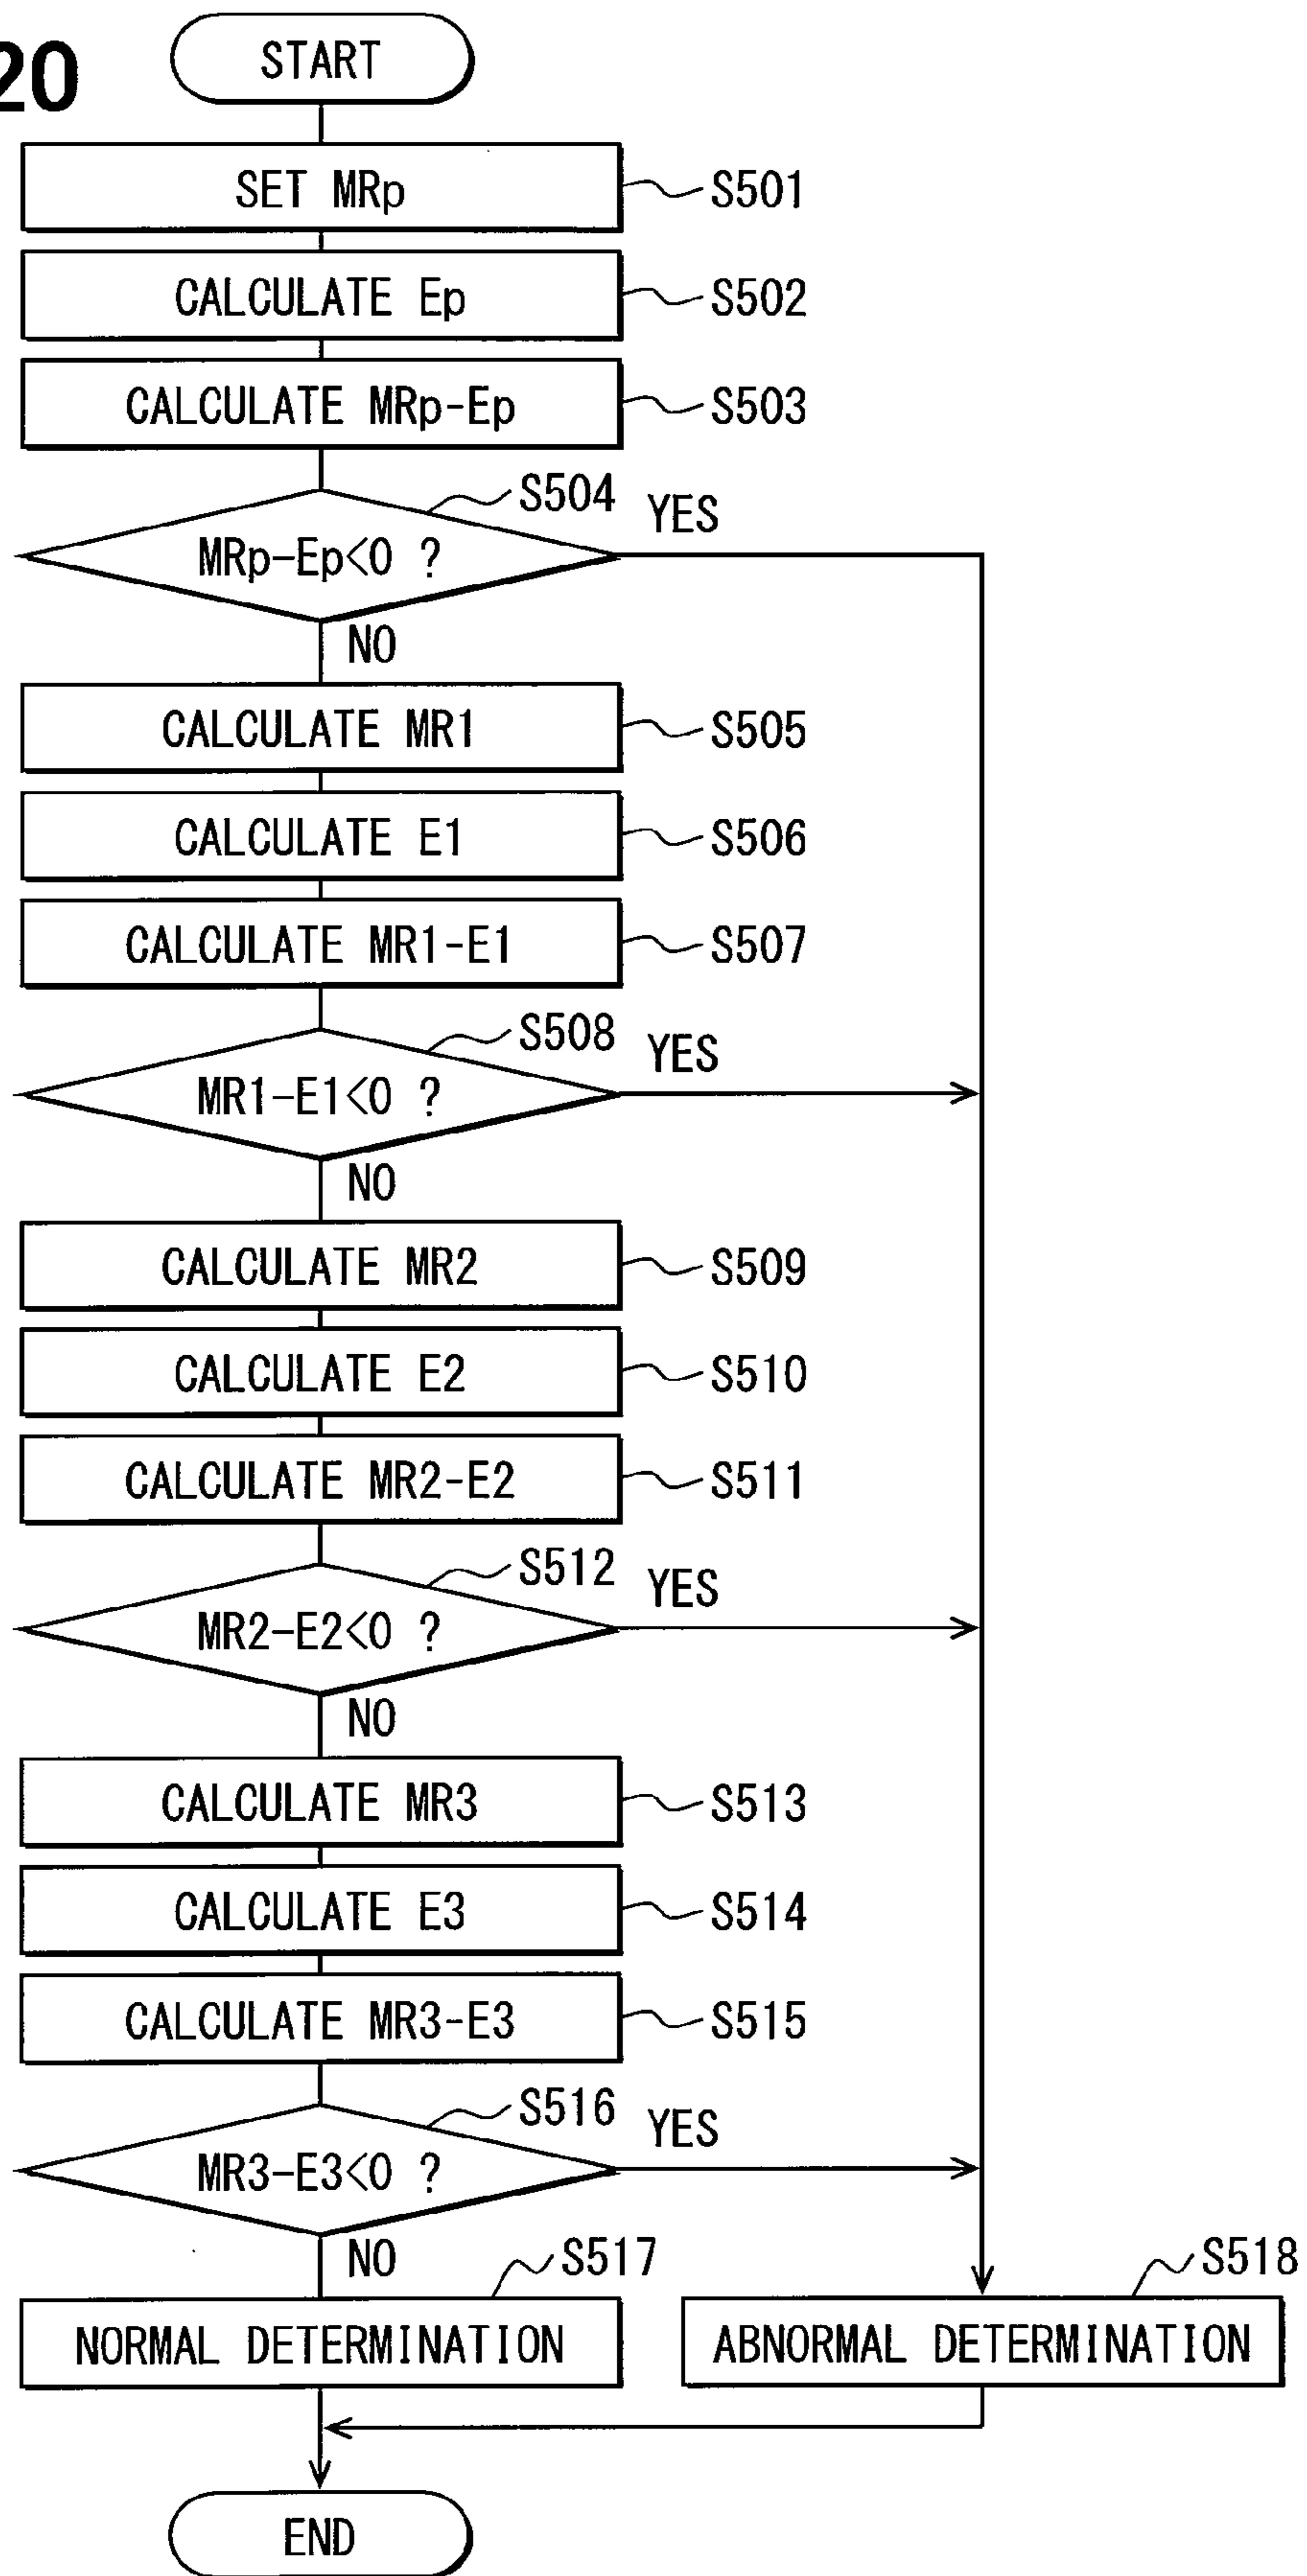 20
START
SET MRp
S501
CALCULATE Ep
S502
CALCULATE MRp-Ep
S503
S504
YES
MRp-Ep<0 ?
NO
CALCULATE MR1
S505
CALCULATE E1
S506
CALCULATE MR1-E1
S507
S508
YES
MR1-E1<0 ?
NO
CALCULATE MR2
S509
CALCULATE E2
S510
CALCULATE MR2-E2
S511
S512
YES
MR2-E2<0 ?
NO
CALCULATE MR3
S513
CALCULATE E3
S514
CALCULATE MR3-E3
S515
S516
YES
MR3-E3<0 ?
NO
S517
S518
NORMAL DETERMINATION
ABNORMAL DETERMINATION
END